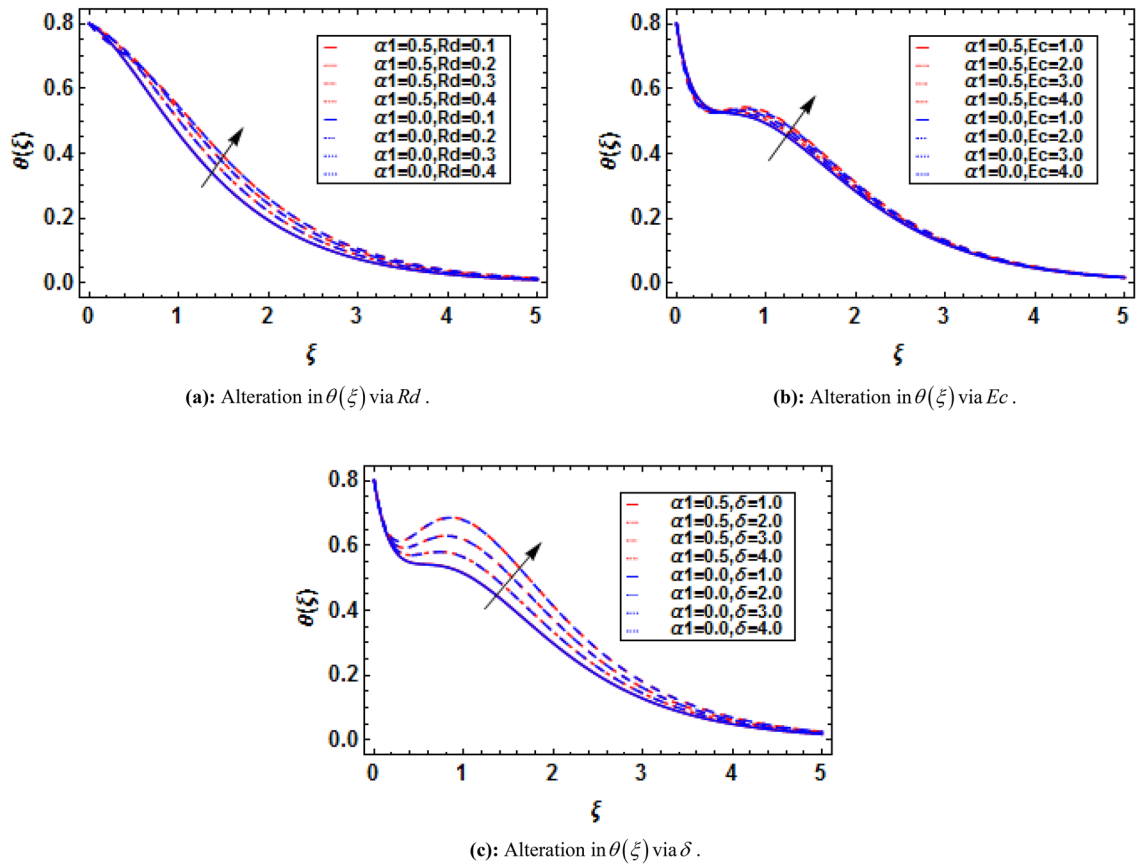 α1=0.5,Rd=0.1
α1=0.5,Rd=0.2
α1=0.5,Rd=0.3
α1=0.5,Rd=0.4
α1=0.0,Rd=0.1
α1=0.0,Rd=0.2
α1=0.0,Rd=0.3
α1=0.0,Rd=0.4
0.8
0.6
0.4
0.2
0.0
θ(ξ)
0 1 2 3 4 5
ξ
(a): Alteration in θ(ξ) via Rd .
α1=0.5,Ec=1.0
α1=0.5,Ec=2.0
α1=0.5,Ec=3.0
α1=0.5,Ec=4.0
α1=0.0,Ec=1.0
α1=0.0,Ec=2.0
α1=0.0,Ec=3.0
α1=0.0,Ec=4.0
0.8
0.6
0.4
0.2
0.0
θ(ξ)
0 1 2 3 4 5
ξ
(b): Alteration in θ(ξ) via Ec .
α1=0.5,δ=1.0
α1=0.5,δ=2.0
α1=0.5,δ=3.0
α1=0.5,δ=4.0
α1=0.0,δ=1.0
α1=0.0,δ=2.0
α1=0.0,δ=3.0
α1=0.0,δ=4.0
0.8
0.6
0.4
0.2
0.0
θ(ξ)
0 1 2 3 4 5
ξ
(c): Alteration in θ(ξ) via δ .